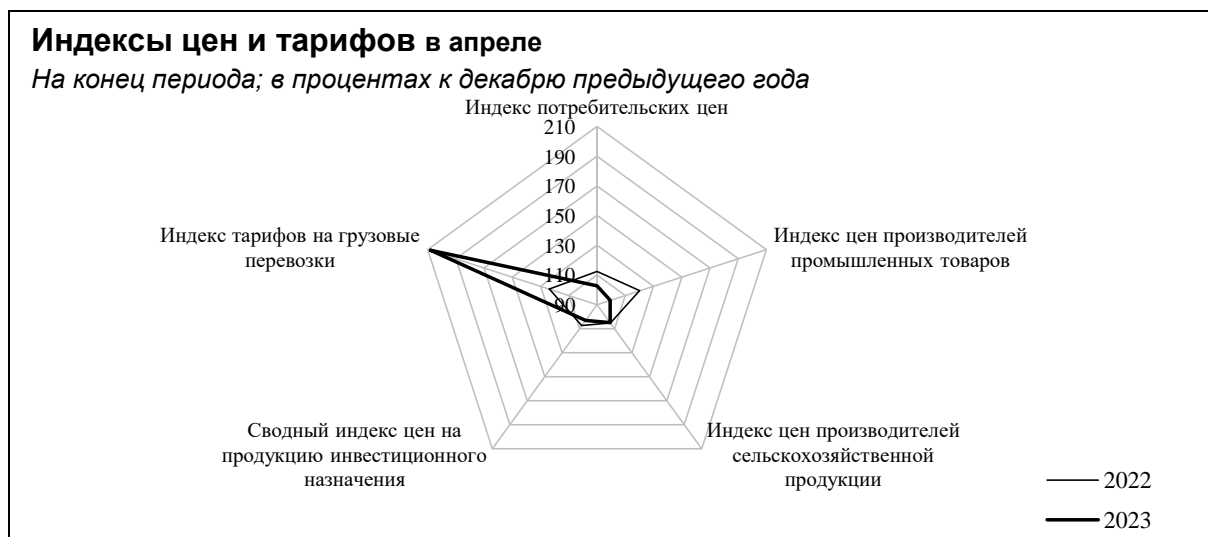 Индексы цен и тарифов в апреле
На конец периода; в процентах к декабрю предыдущего года
Индекс потребительских цен
210
190
170
150
130
110
90
Индекс тарифов на грузовые
перевозки
Индекс цен производителей
промышленных товаров
Сводный индекс цен на
продукцию инвестиционного
назначения
Индекс цен производителей
сельскохозяйственной
продукции
2022
2023